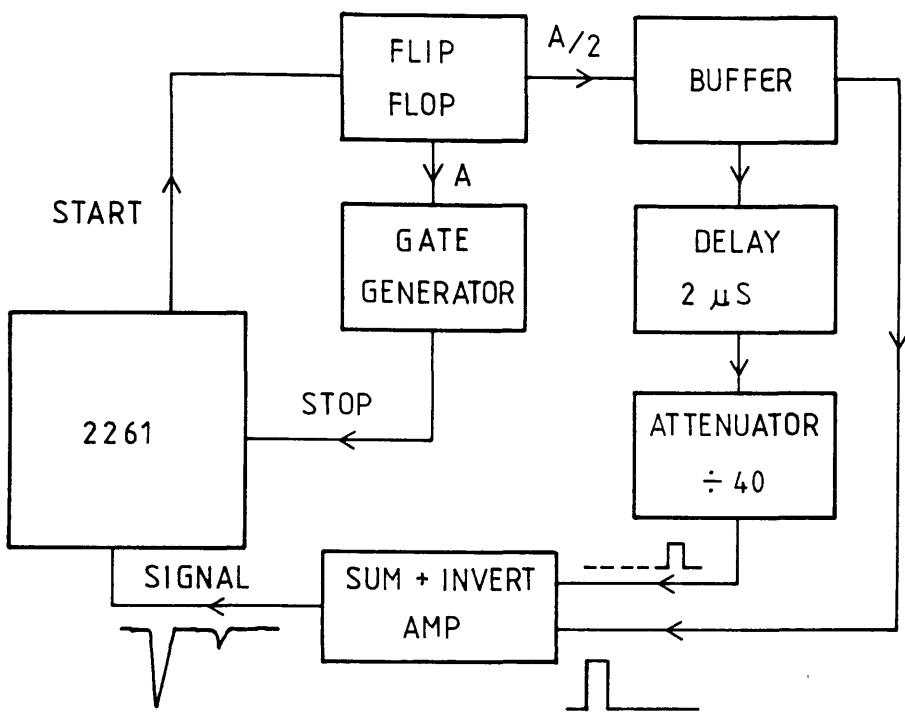 FLIP
FLOP
A/2
BUFFER
START
A
GATE
GENERATOR
DELAY
2 μS
2261
STOP
ATTENUATOR
÷ 40
SIGNAL
SUM + INVERT
AMP